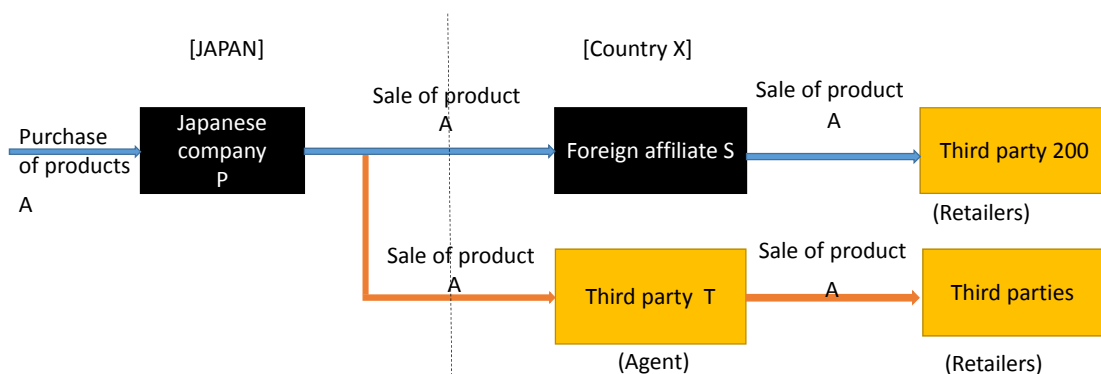 [JAPAN]
[Country X]
Purchase
of products
A
Japanese
company
P
Sale of product
A
Foreign affiliate S
Sale of product
A
Third party 200
(Retailers)
Sale of product
A
Third party T
(Agent)
Sale of product
A
Third parties
(Retailers)